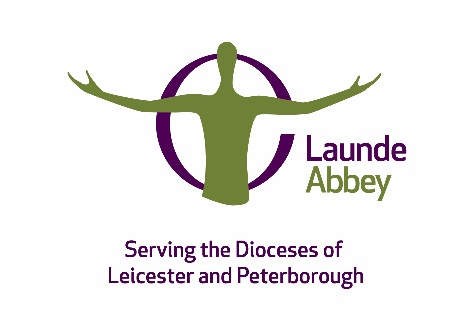 Launde
Abbey
Serving the Dioceses of
Leicester and Peterborough